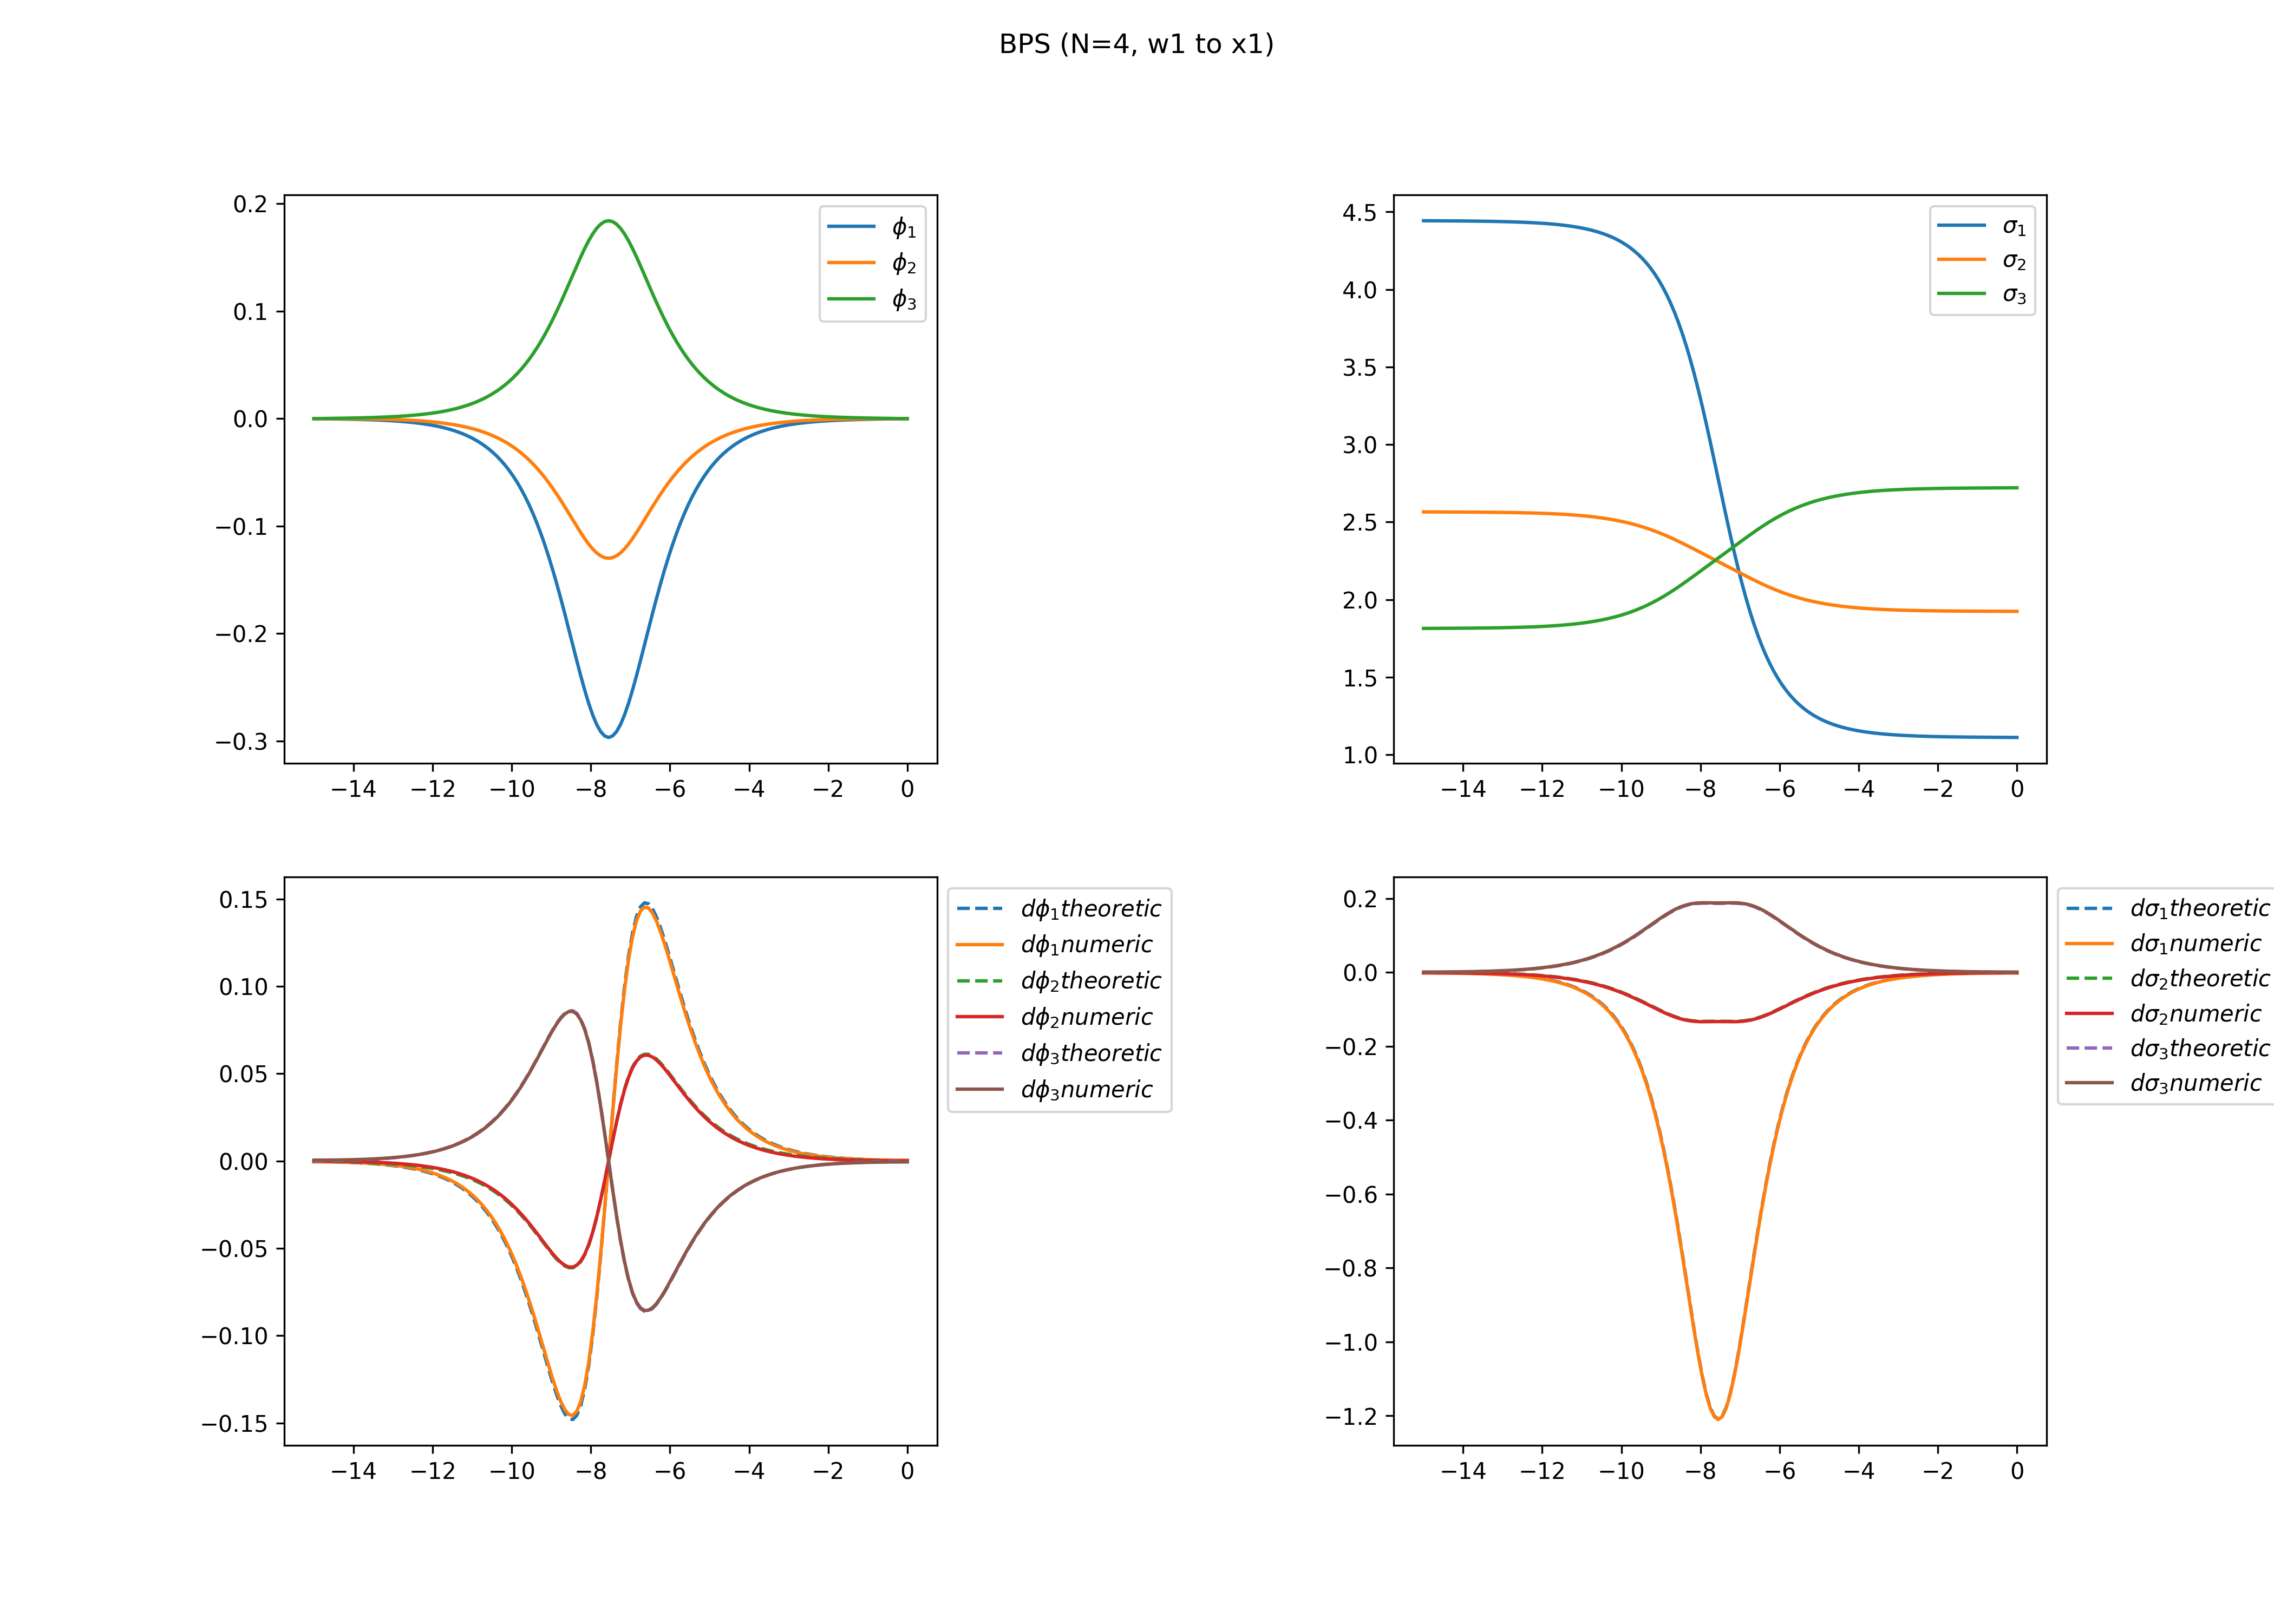 BPS (N=4, w1 to x1)
0.2
0.1
0.0
−0.1
−0.2
−0.3
−14 −12 −10 −8 −6 −4 −2 0
ϕ₁
ϕ₂
ϕ₃
4.5
4.0
3.5
3.0
2.5
2.0
1.5
1.0
−14 −12 −10 −8 −6 −4 −2 0
σ₁
σ₂
σ₃
0.15
0.10
0.05
0.00
−0.05
−0.10
−0.15
−14 −12 −10 −8 −6 −4 −2 0
dϕ₁theoretic
dϕ₁numeric
dϕ₂theoretic
dϕ₂numeric
dϕ₃theoretic
dϕ₃numeric
0.2
0.0
−0.2
−0.4
−0.6
−0.8
−1.0
−1.2
−14 −12 −10 −8 −6 −4 −2 0
dσ₁theoretic
dσ₁numeric
dσ₂theoretic
dσ₂numeric
dσ₃theoretic
dσ₃numeric